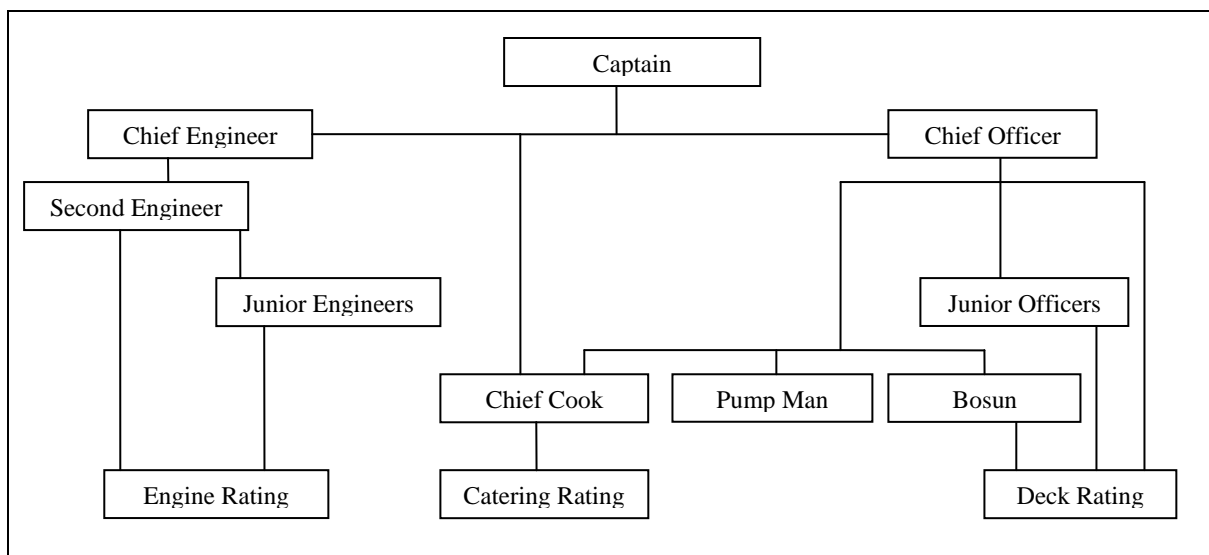 Captain
Chief Engineer
Chief Officer
Second Engineer
Junior Engineers
Junior Officers
Chief Cook
Pump Man
Bosun
Engine Rating
Catering Rating
Deck Rating